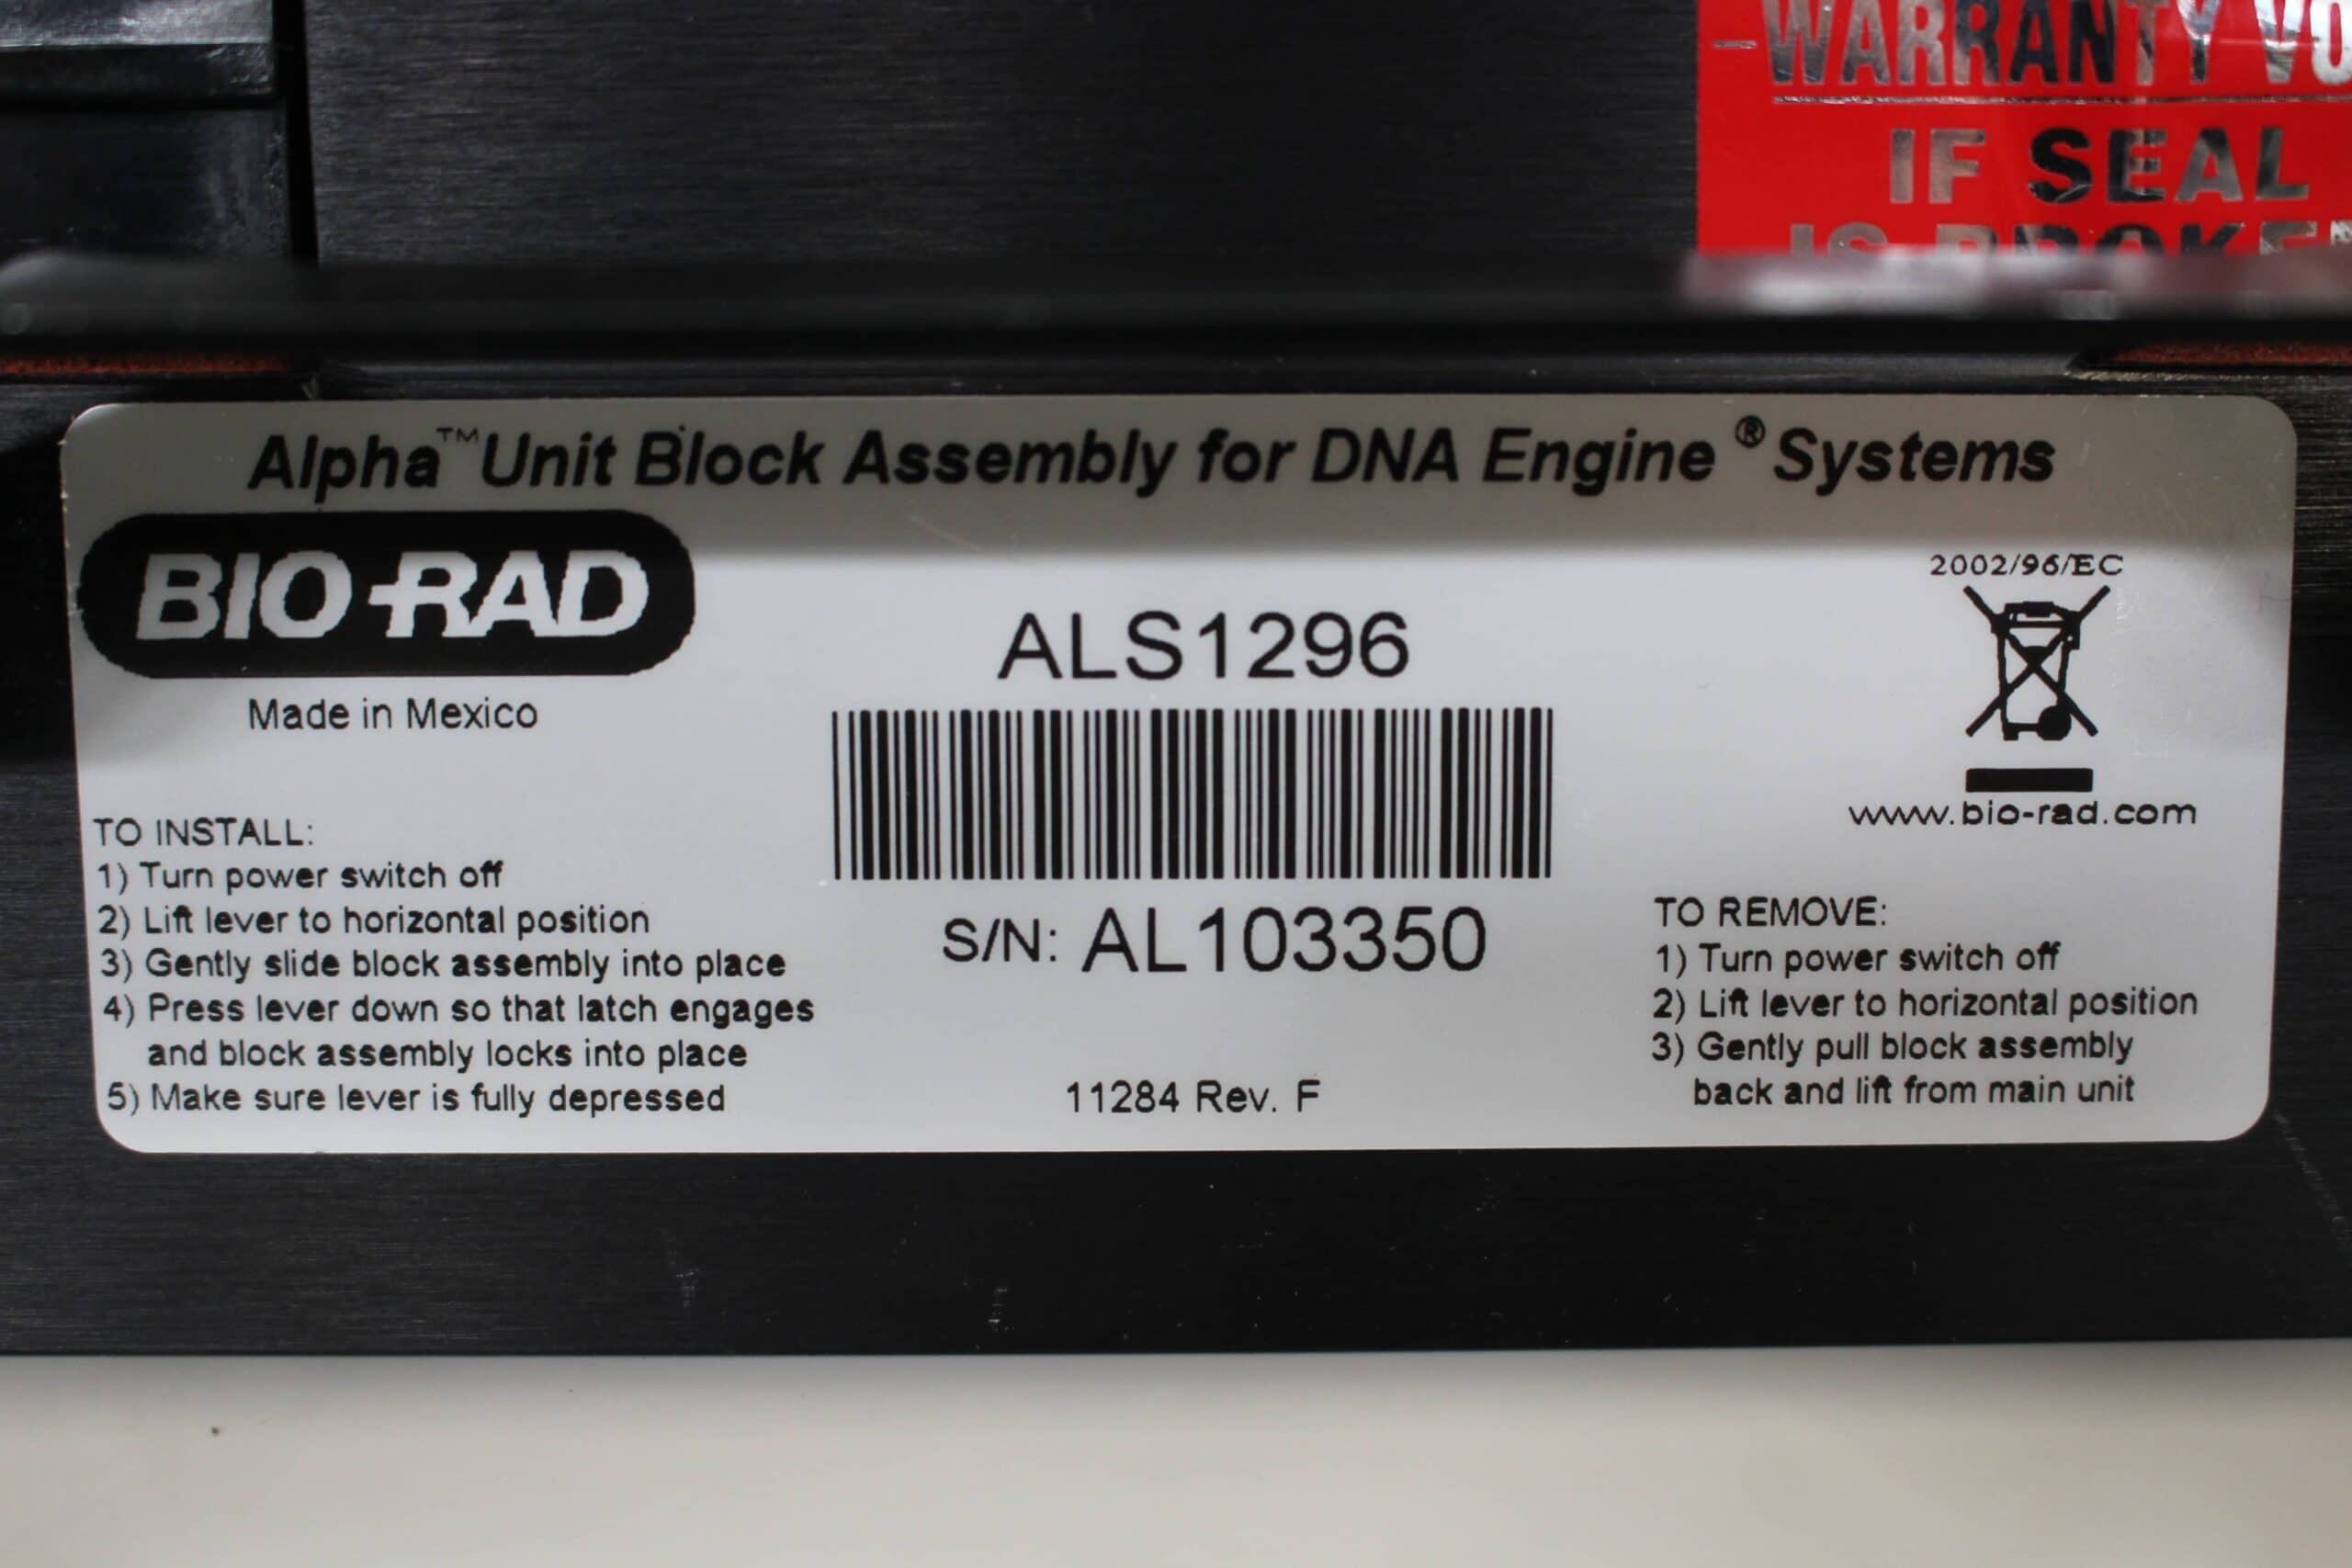 -WARRANTY VO
IF SEAL
IS BROKE
Alpha™ Unit Block Assembly for DNA Engine® Systems
BIO-RAD
Made in Mexico
ALS1296
2002/96/EC
www.bio-rad.com
TO INSTALL:
1) Turn power switch off
2) Lift lever to horizontal position
3) Gently slide block assembly into place
4) Press lever down so that latch engages
and block assembly locks into place
5) Make sure lever is fully depressed
S/N: AL103350
11284 Rev. F
TO REMOVE:
1) Turn power switch off
2) Lift lever to horizontal position
3) Gently pull block assembly
back and lift from main unit